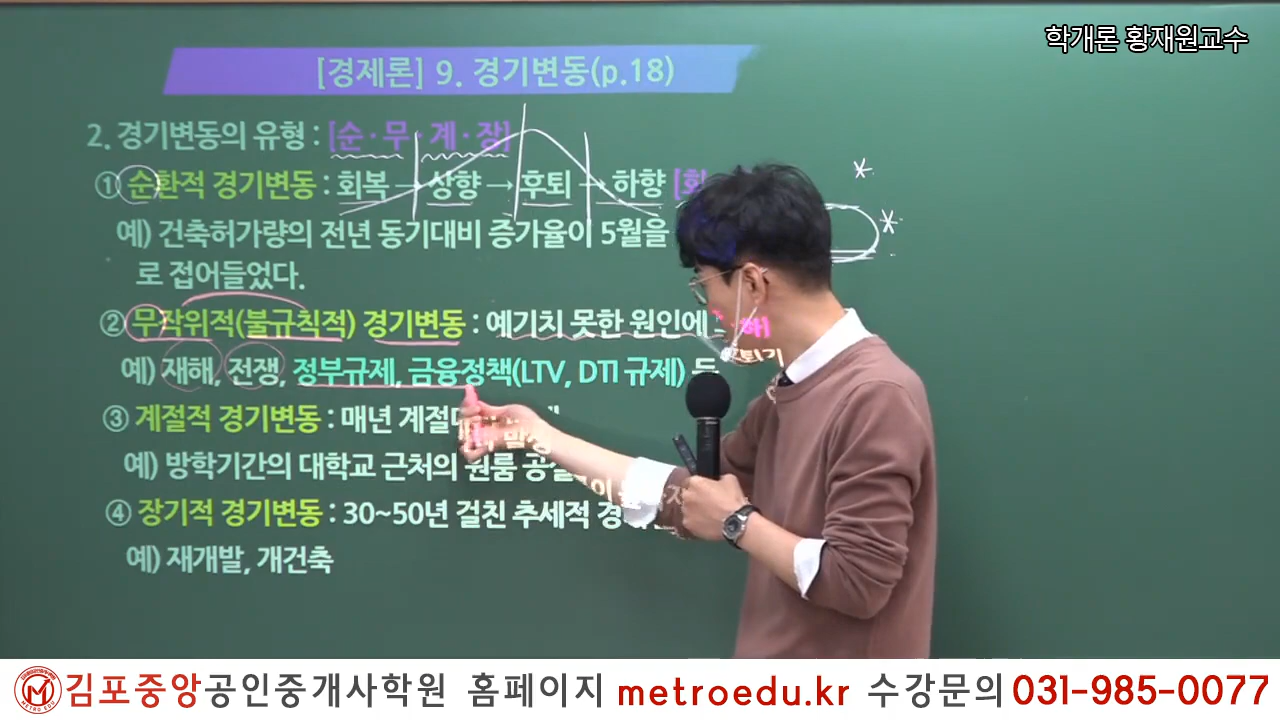 학개론 황재원교수
[경제론] 9. 경기변동(p.18)
2. 경기변동의 유형 : [순·무·계·장]
① 순환적 경기변동 : 회복 → 상향 → 후퇴 → 하향 [회
예) 건축허가량의 전년 동기대비 증가율이 5월을
로 접어들었다.
② 무작위적(불규칙적) 경기변동 : 예기치 못한 원인에
예) 재해, 전쟁, 정부규제, 금융정책(LTV, DTI 규제) 등
③ 계절적 경기변동 : 매년 계절
예) 방학기간의 대학교 근처의 원룸 공실
④ 장기적 경기변동 : 30~50년 걸친 추세적
예) 재개발, 개건축
METRO EDU
김포중앙공인중개사학원 홈페이지 metroedu.kr 수강문의 031-985-0077